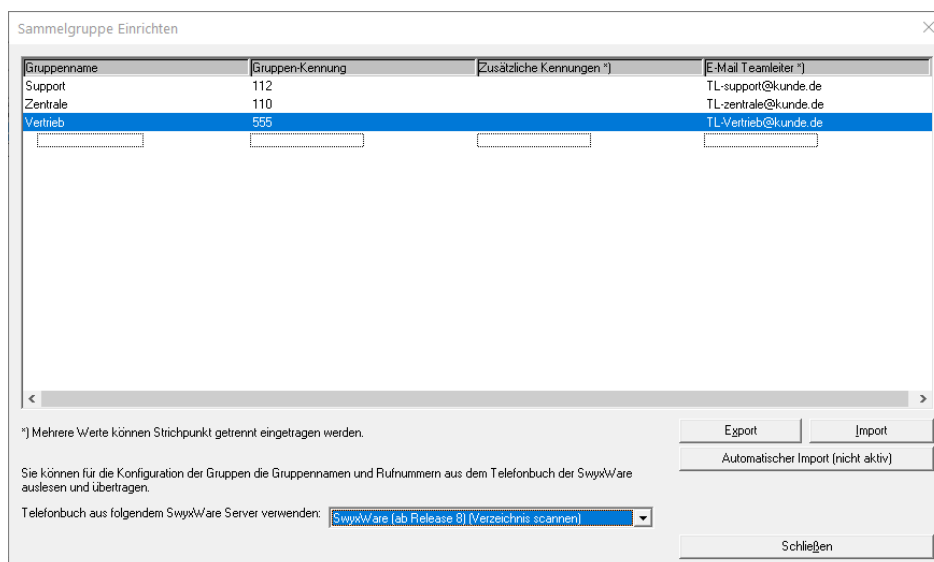 Sammelgruppe Einrichten
Gruppenname Gruppen-Kennung Zusätzliche Kennungen *) E-Mail Teamleiter *)
Support 112 TL-support@kunde.de
Zentrale 110 TL-zentrale@kunde.de
Vertrieb 555 TL-Vertrieb@kunde.de
*) Mehrere Werte können Strichpunkt getrennt eingetragen werden.
Export Import
Automatischer Import (nicht aktiv)
Sie können für die Konfiguration der Gruppen die Gruppennamen und Rufnummern aus dem Telefonbuch der SwyxWare
auslesen und übertragen.
Telefonbuch aus folgendem SwyxWare Server verwenden: SwyxWare (ab Release 8) (Verzeichnis scannen)
Schließen